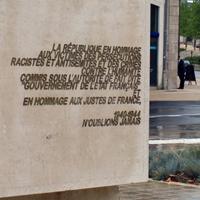 LA RÉPUBLIQUE EN HOMMAGE
AUX VICTIMES DES PERSÉCUTIONS
RACISTES ET ANTISÉMITES ET DES CRIMES
CONTRE L'HUMANITÉ
COMMIS SOUS L'AUTORITÉ DE FAIT DITE
"GOUVERNEMENT DE L'ÉTAT FRANÇAIS"
ET
EN HOMMAGE AUX JUSTES DE FRANCE,
1940-1944
N'OUBLIONS JAMAIS